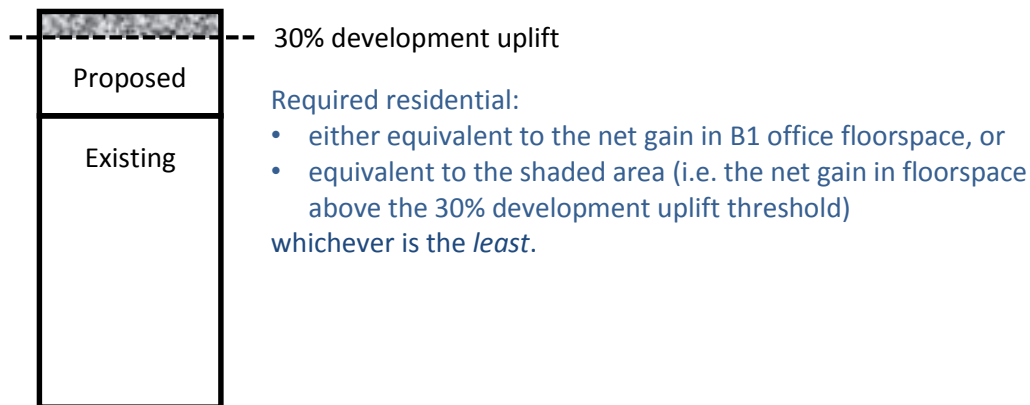 30% development uplift
Proposed
Existing
Required residential:
• either equivalent to the net gain in B1 office floorspace, or
• equivalent to the shaded area (i.e. the net gain in floorspace
above the 30% development uplift threshold)
whichever is the least.